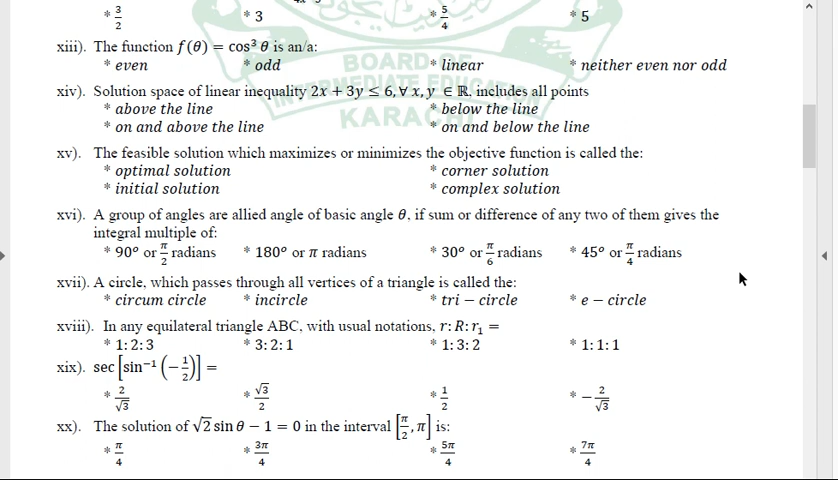 * 3/2 * 3 * 5/4 * 5
xiii). The function f(θ) = cos³ θ is an/a:
* even * odd * linear * neither even nor odd
xiv). Solution space of linear inequality 2x + 3y ≤ 6, ∀ x, y ∈ ℝ, includes all points
* above the line * below the line
* on and above the line * on and below the line
xv). The feasible solution which maximizes or minimizes the objective function is called the:
* optimal solution * corner solution
* initial solution * complex solution
xvi). A group of angles are allied angle of basic angle θ, if sum or difference of any two of them gives the
integral multiple of:
* 90° or π/2 radians * 180° or π radians * 30° or π/6 radians * 45° or π/4 radians
xvii). A circle, which passes through all vertices of a triangle is called the:
* circum circle * incircle * tri − circle * e − circle
xviii). In any equilateral triangle ABC, with usual notations, r: R: r₁ =
* 1: 2: 3 * 3: 2: 1 * 1: 3: 2 * 1: 1: 1
xix). sec [sin⁻¹ (−1/2)] =
* 2/√3 * √3/2 * 1/2 * −2/√3
xx). The solution of √2 sin θ − 1 = 0 in the interval [π/2, π] is:
* π/4 * 3π/4 * 5π/4 * 7π/4
BOARD OF
INTERMEDIATE EDUCATION
KARACHI